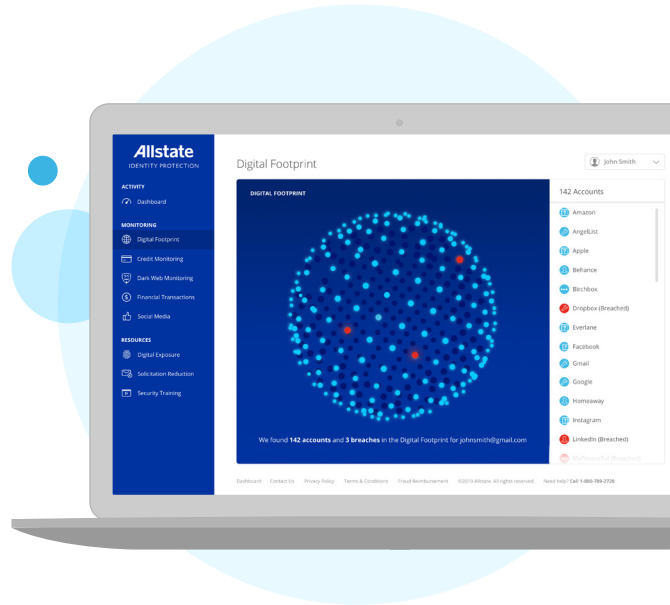 Allstate
IDENTITY PROTECTION
ACTIVITY
Dashboard
MONITORING
Digital Footprint
Credit Monitoring
Dark Web Monitoring
Financial Transactions
Social Media
RESOURCES
Digital Exposure
Solicitation Reduction
Security Training
Digital Footprint
John Smith
DIGITAL FOOTPRINT
We found 142 accounts and 3 breaches in the Digital Footprint for johnsmith@gmail.com
142 Accounts
Amazon
AngelList
Apple
Behance
Birchbox
Dropbox (Breached)
Everlane
Facebook
Gmail
Google
Homeaway
Instagram
LinkedIn (Breached)
MyFitnessPal (Breached)
Dashboard Contact Us Privacy Policy Terms & Conditions Fraud Reimbursement ©2019 Allstate, All rights reserved. Need help? Call 1-800-789-2720